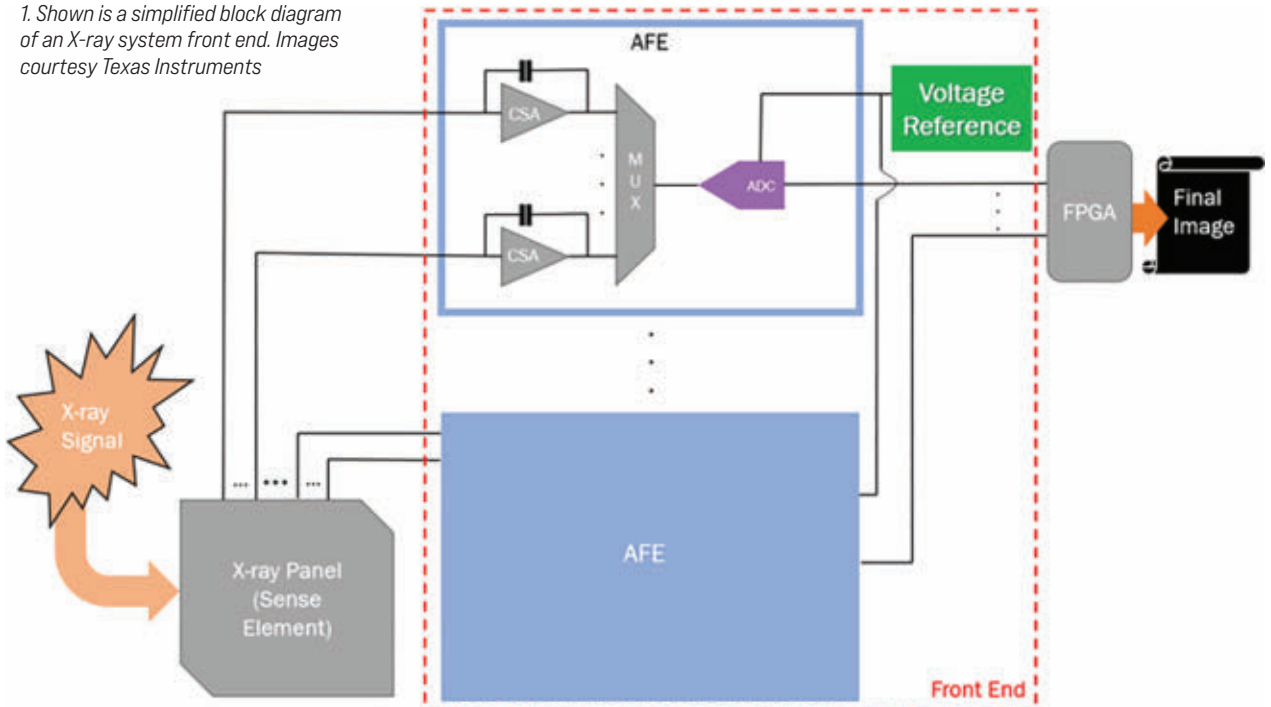 1. Shown is a simplified block diagram
of an X-ray system front end. Images
courtesy Texas Instruments
AFE
Voltage
Reference
CSA
MUX
ADC
CSA
FPGA
Final
Image
X-ray
Signal
X-ray Panel
(Sense
Element)
AFE
Front End